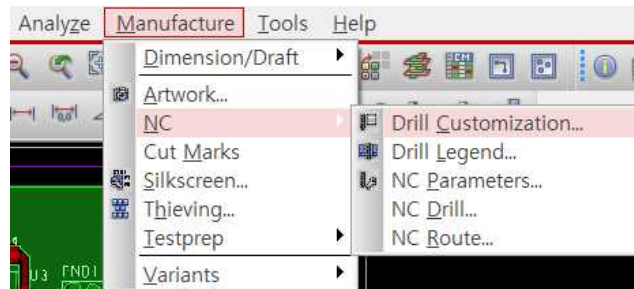 Analyze Manufacture Tools Help
Dimension/Draft
Artwork...
NC
Cut Marks
Silkscreen...
Thieving...
Testprep
Variants
Drill Customization...
Drill Legend...
NC Parameters...
NC Drill...
NC Route...
U3 FND1